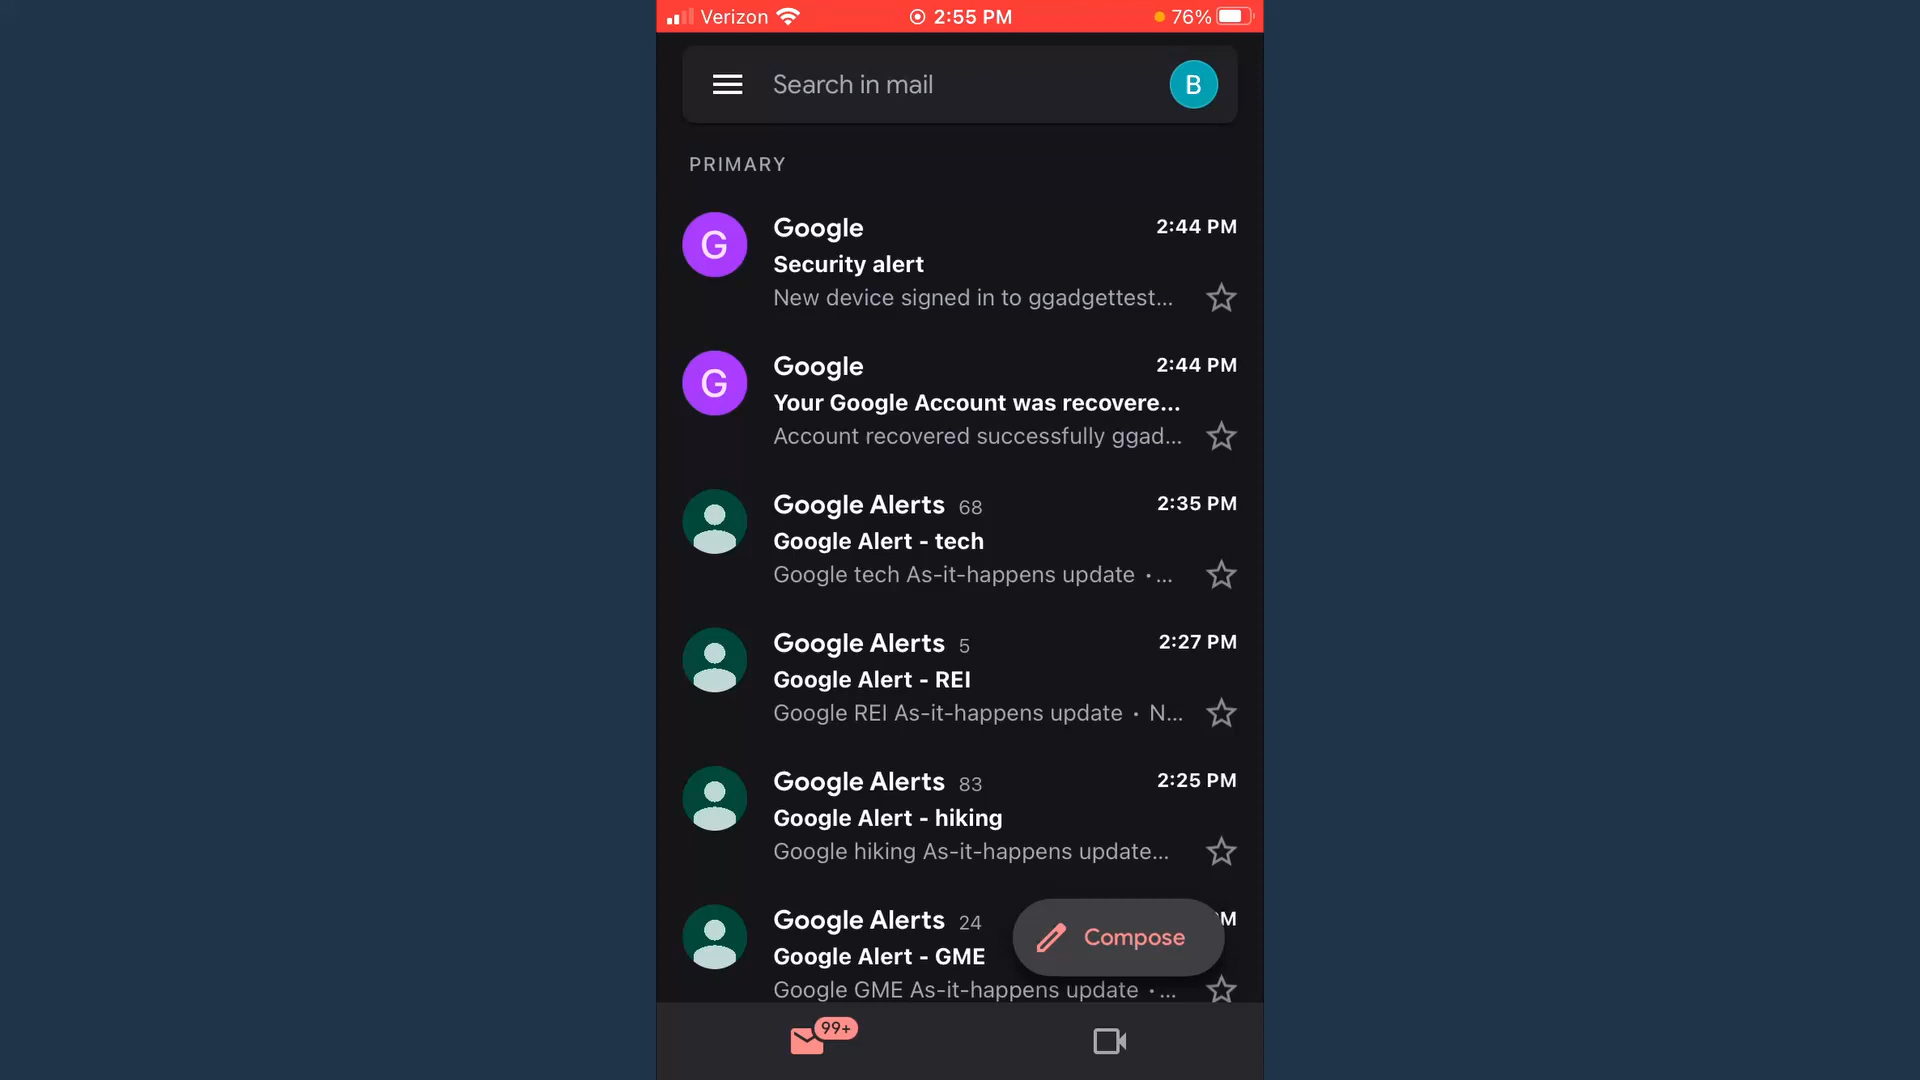 Verizon 2:55 PM 76%
Search in mail B
PRIMARY
G Google 2:44 PM
Security alert
New device signed in to ggadgettest...
G Google 2:44 PM
Your Google Account was recovere...
Account recovered successfully ggad...
Google Alerts 68 2:35 PM
Google Alert - tech
Google tech As-it-happens update · ...
Google Alerts 5 2:27 PM
Google Alert - REI
Google REI As-it-happens update · N...
Google Alerts 83 2:25 PM
Google Alert - hiking
Google hiking As-it-happens update...
Google Alerts 24 M
Google Alert - GME
Compose
Google GME As-it-happens update · ...
99+